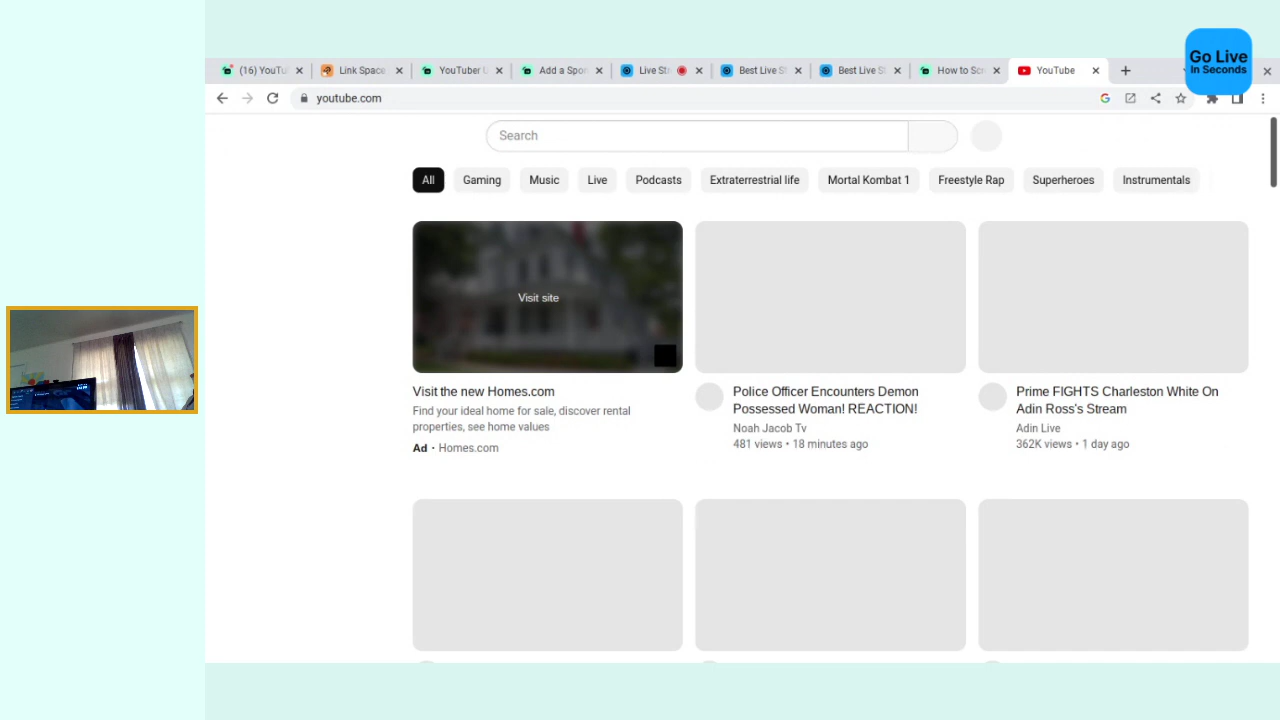 Go Live
In Seconds
(16) YouTu
Link Space
YouTuber U
Add a Spon
Live Str
Best Live St
Best Live St
How to Scr
YouTube
youtube.com
Search
All
Gaming
Music
Live
Podcasts
Extraterrestrial life
Mortal Kombat 1
Freestyle Rap
Superheroes
Instrumentals
Visit site
Visit the new Homes.com
Find your ideal home for sale, discover rental
properties, see home values
Ad · Homes.com
Police Officer Encounters Demon
Possessed Woman! REACTION!
Noah Jacob Tv
481 views • 18 minutes ago
Prime FIGHTS Charleston White On
Adin Ross's Stream
Adin Live
362K views • 1 day ago